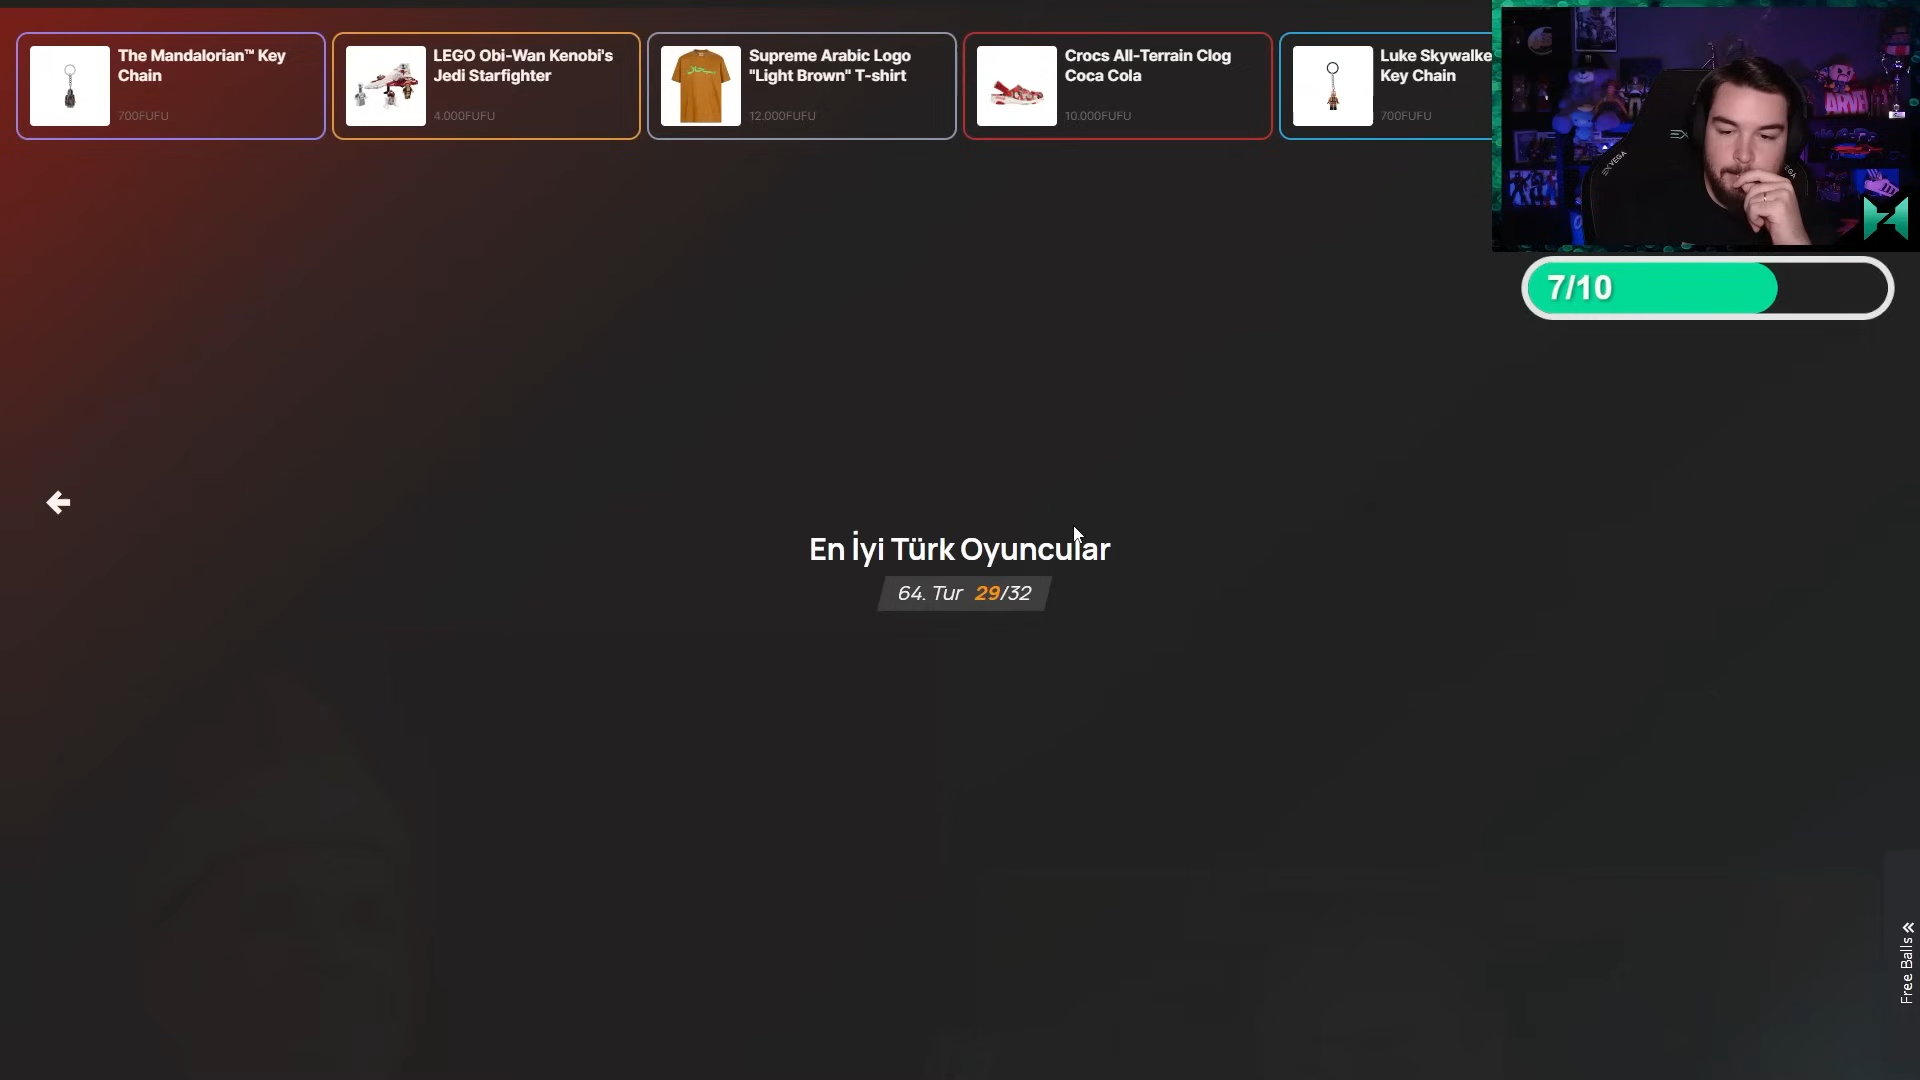 The Mandalorian™ Key
Chain
700FUFU
LEGO Obi-Wan Kenobi's
Jedi Starfighter
4.000FUFU
Supreme Arabic Logo
"Light Brown" T-shirt
12.000FUFU
Crocs All-Terrain Clog
Coca Cola
10.000FUFU
Luke Skywalke
Key Chain
700FUFU
7/10
En İyi Türk Oyuncular
64. Tur 29/32
Free Balls